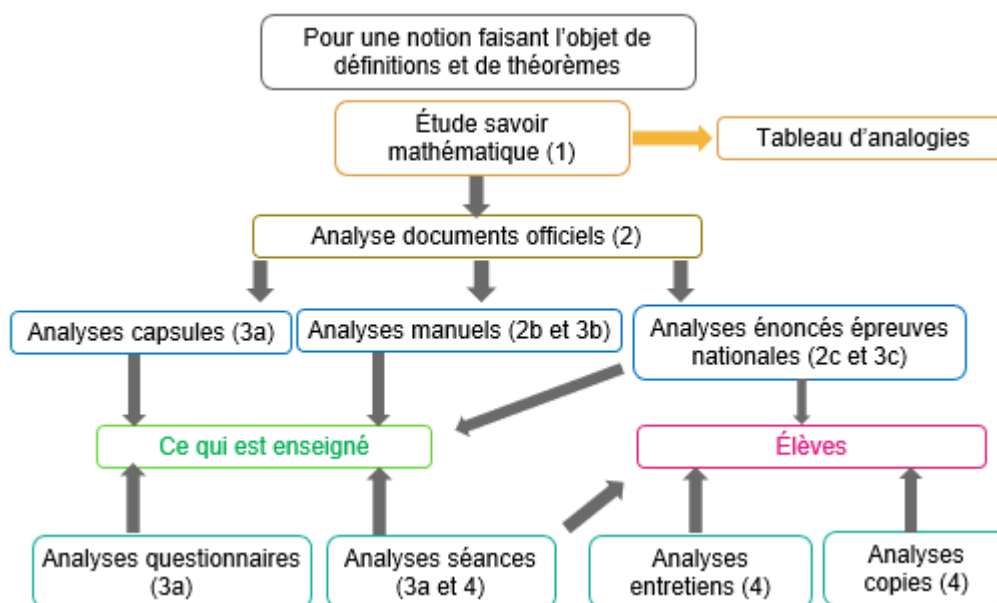 Pour une notion faisant l’objet de
définitions et de théorèmes
Étude savoir
mathématique (1)
Tableau d’analogies
Analyse documents officiels (2)
Analyses capsules (3a)
Analyses manuels (2b et 3b)
Analyses énoncés épreuves
nationales (2c et 3c)
Ce qui est enseigné
Élèves
Analyses questionnaires
(3a)
Analyses séances
(3a et 4)
Analyses
entretiens (4)
Analyses
copies (4)